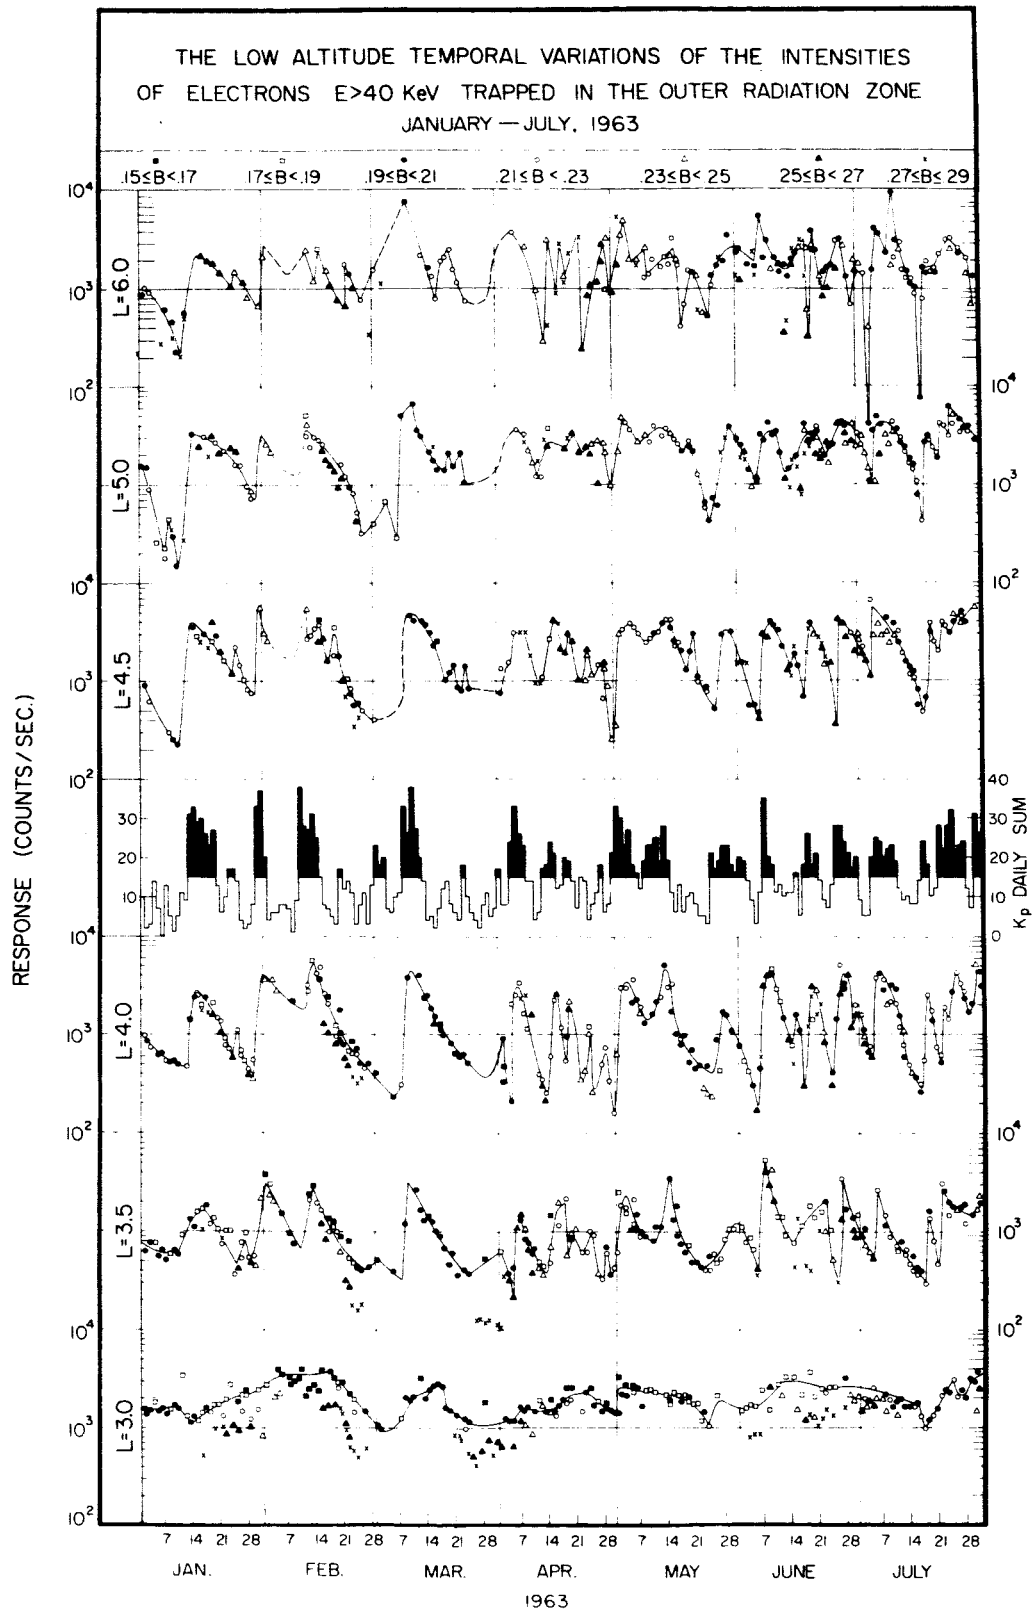 THE LOW ALTITUDE TEMPORAL VARIATIONS OF THE INTENSITIES
OF ELECTRONS E>40 KeV TRAPPED IN THE OUTER RADIATION ZONE
JANUARY — JULY, 1963
.15≤B<.17 .17≤B<.19 .19≤B<.21 .21≤B<.23 .23≤B<.25 .25≤B<.27 .27≤B≤.29
10⁴
L=6.0
10³
10² 10⁴
L=5.0
10³
10⁴ 10²
L=4.5
10³
10² 40
30 30
20 20
10 10
Kp DAILY SUM
0
RESPONSE (COUNTS/SEC.)
10⁴
L=4.0
10³ 10³
10² 10⁴
L=3.5
10³
10⁴ 10²
L=3.0
10³
10²
7 14 21 28 7 14 21 28 7 14 21 28 7 14 21 28 7 14 21 28 7 14 21 28 7 14 21 28
JAN. FEB. MAR. APR. MAY JUNE JULY
1963